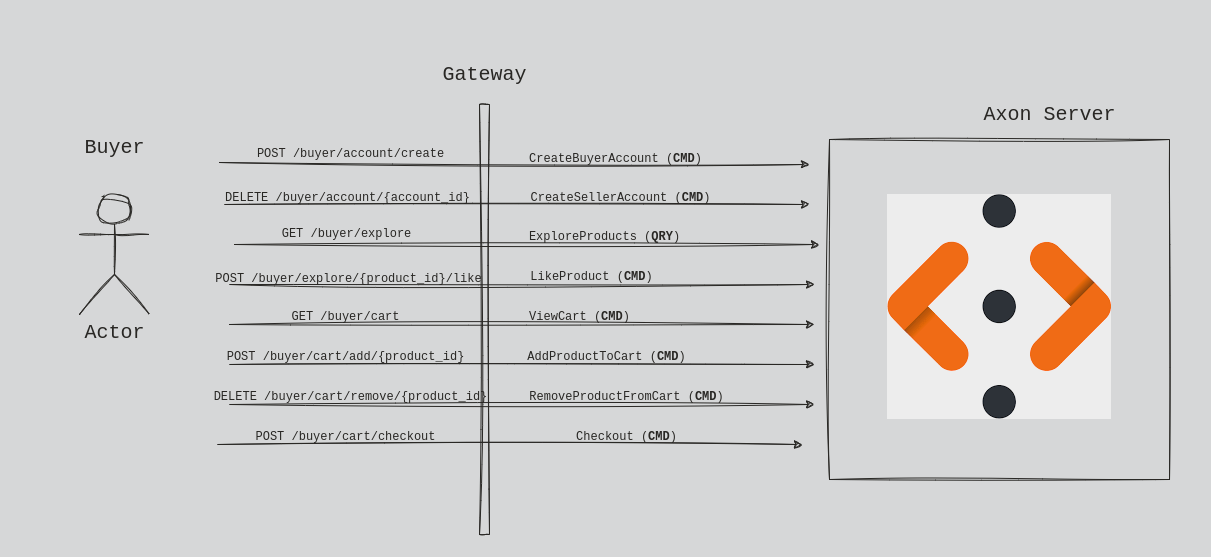 Gateway
Axon Server
Buyer
POST /buyer/account/create
CreateBuyerAccount (CMD)
DELETE /buyer/account/{account_id}
CreateSellerAccount (CMD)
GET /buyer/explore
ExploreProducts (QRY)
POST /buyer/explore/{product_id}/like
LikeProduct (CMD)
GET /buyer/cart
ViewCart (CMD)
Actor
POST /buyer/cart/add/{product_id}
AddProductToCart (CMD)
DELETE /buyer/cart/remove/{product_id}
RemoveProductFromCart (CMD)
POST /buyer/cart/checkout
Checkout (CMD)